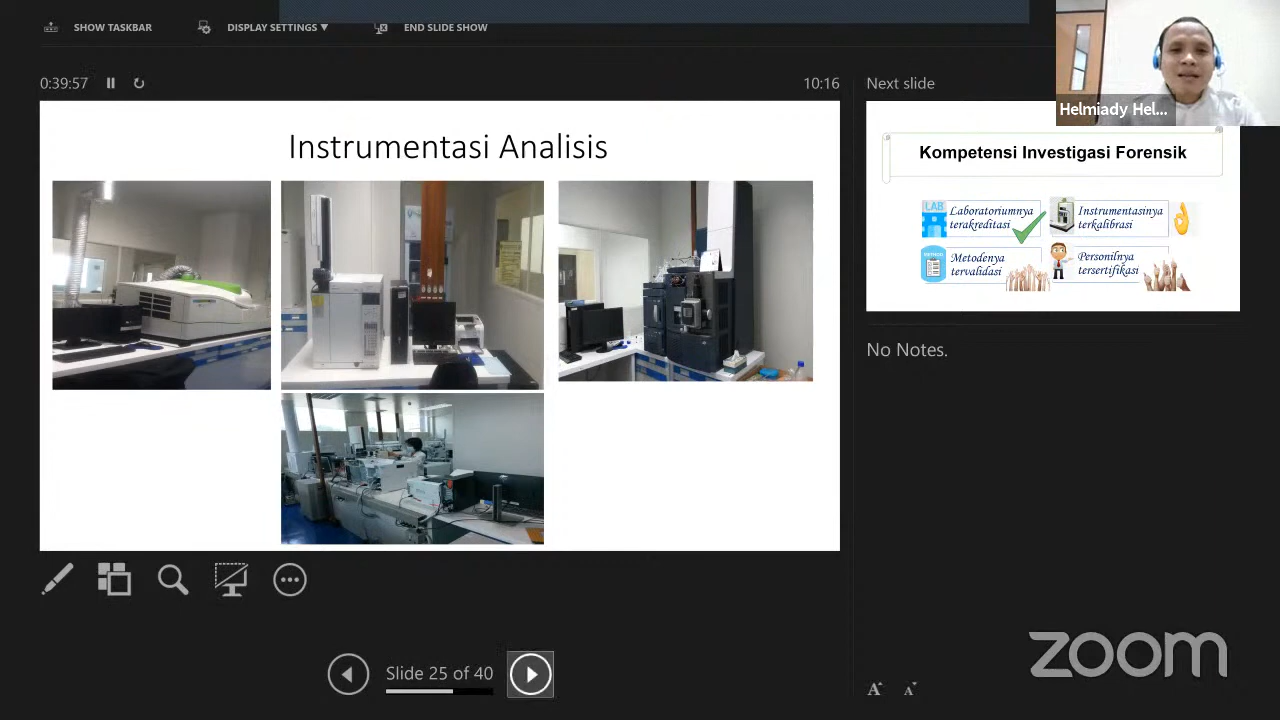 SHOW TASKBAR
DISPLAY SETTINGS ▼
END SLIDE SHOW
0:39:57
10:16
Instrumentasi Analisis
Next slide
Helmiady Hel...
Kompetensi Investigasi Forensik
LAB
Laboratoriumnya
terakreditasi
Instrumentasinya
terkalibrasi
Metodenya
tervalidasi
Personilnya
tersertifikasi
No Notes.
Slide 25 of 40
A
A
zoom